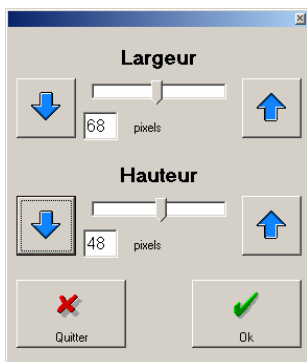 Largeur
68 pixels
Hauteur
48 pixels
Quitter
Ok